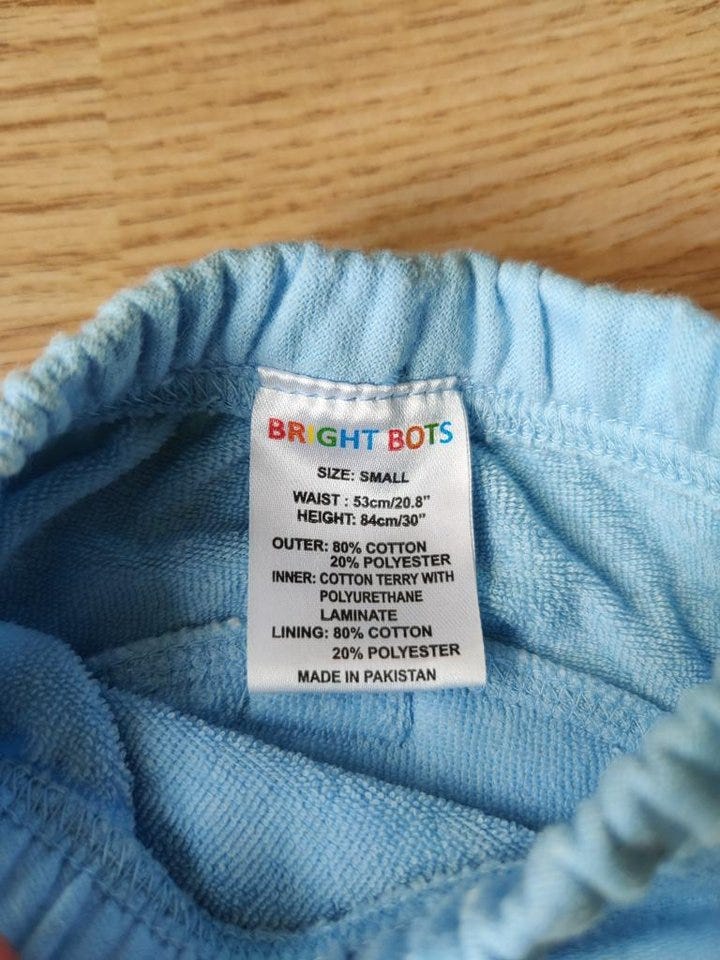 BRIGHT BOTS
SIZE: SMALL
WAIST : 53cm/20.8"
HEIGHT: 84cm/30"
OUTER: 80% COTTON
20% POLYESTER
INNER: COTTON TERRY WITH
POLYURETHANE
LAMINATE
LINING: 80% COTTON
20% POLYESTER
MADE IN PAKISTAN